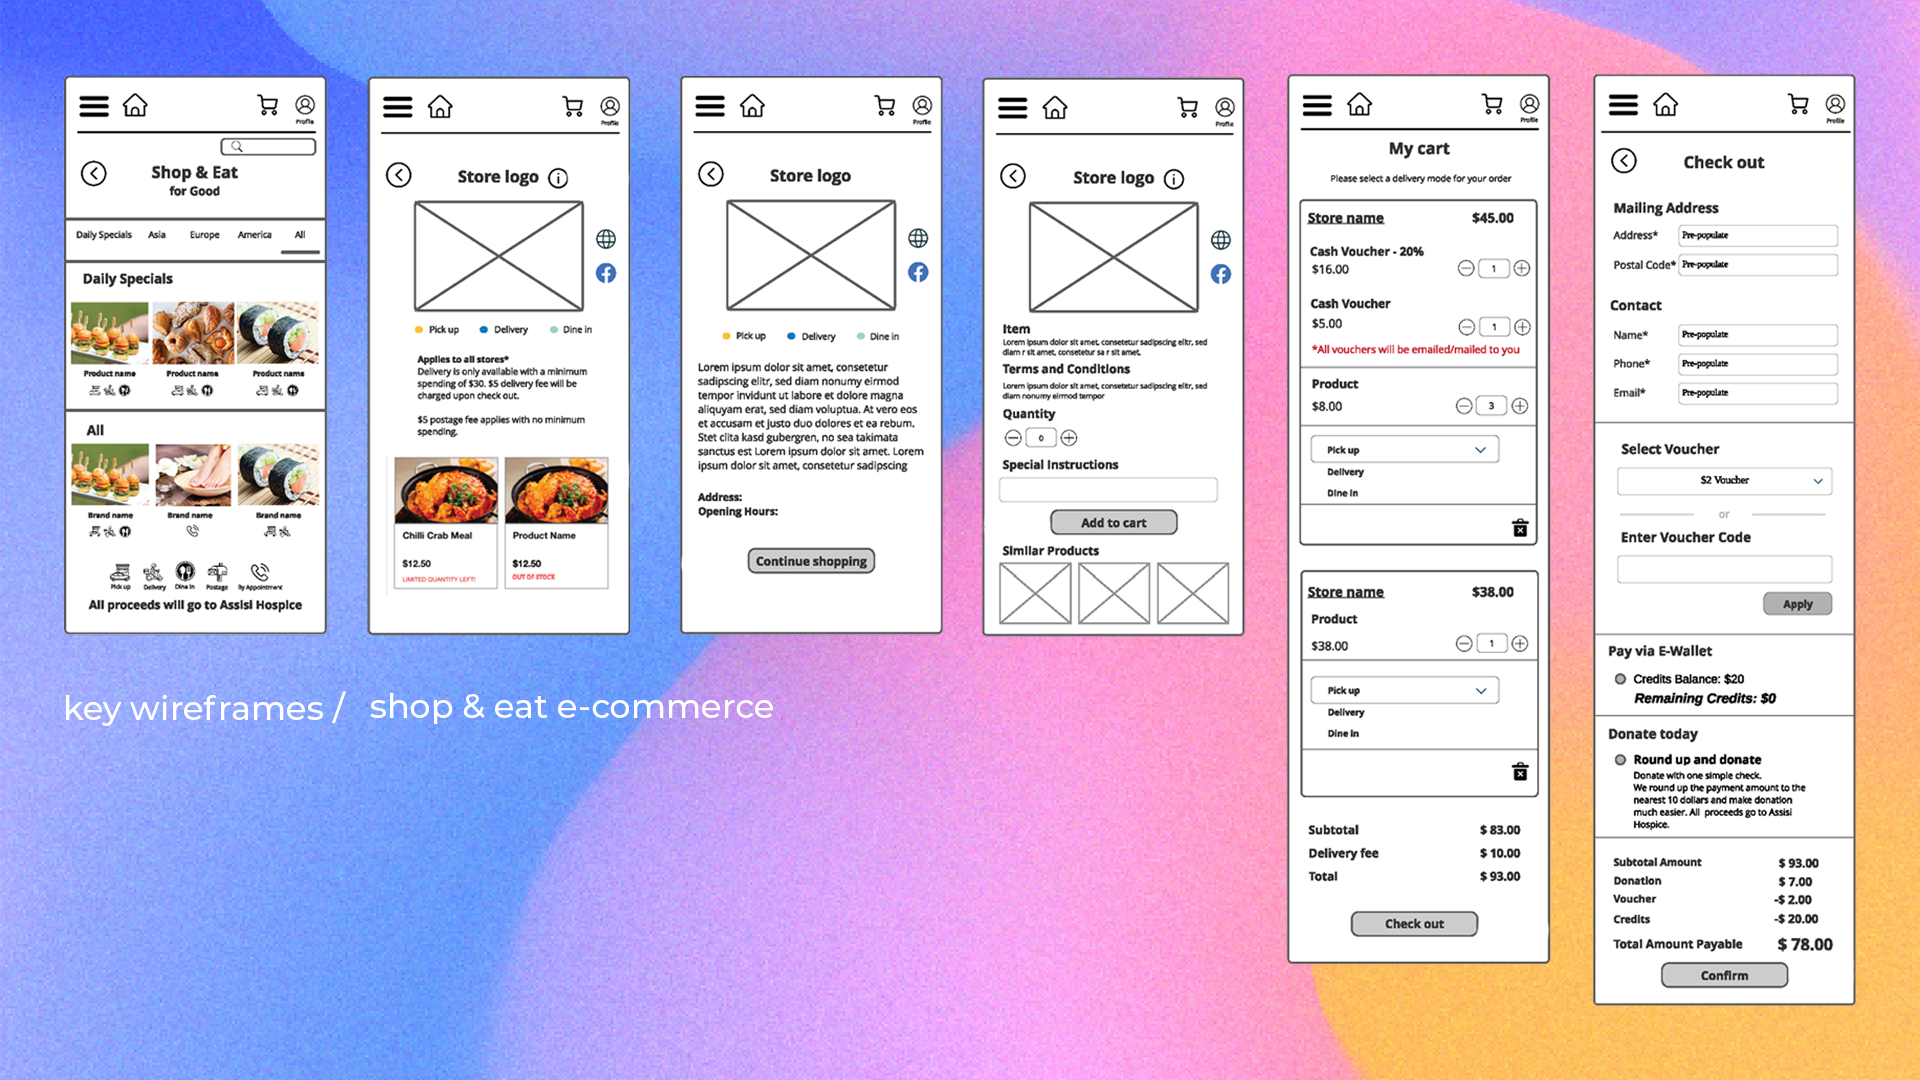 Profile
Shop & Eat
for Good
Daily Specials Asia Europe America All
Daily Specials
Product name Product name Product name
All
Brand name Brand name Brand name
Pick up Delivery Dine in Postage By Appointment
All proceeds will go to Assisi Hospice
Profile
Store logo
Pick up Delivery Dine in
Applies to all stores*
Delivery is only available with a minimum
spending of $30. $5 delivery fee will be
charged upon check out.
$5 postage fee applies with no minimum
spending.
Chilli Crab Meal
$12.50
LIMITED QUANTITY LEFT!
Product Name
$12.50
OUT OF STOCK
Profile
Store logo
Pick up Delivery Dine in
Lorem ipsum dolor sit amet, consetetur
sadipscing elitr, sed diam nonumy eirmod
tempor invidunt ut labore et dolore magna
aliquyam erat, sed diam voluptua. At vero eos
et accusam et justo duo dolores et ea rebum.
Stet clita kasd gubergren, no sea takimata
sanctus est Lorem ipsum dolor sit amet. Lorem
ipsum dolor sit amet, consetetur sadipscing
Address:
Opening Hours:
Continue shopping
Profile
Store logo
Item
Lorem ipsum dolor sit amet, consetetur sadipscing elitr, sed
diam r sit amet, consetetur sa r sit amet,
Terms and Conditions
Lorem ipsum dolor sit amet, consetetur sadipscing elitr, sed
diam nonumy eirmod tempor
Quantity
0
Special Instructions
Add to cart
Similar Products
Profile
My cart
Please select a delivery mode for your order
Store name $45.00
Cash Voucher - 20%
$16.00 1
Cash Voucher
$5.00 1
*All vouchers will be emailed/mailed to you
Product
$8.00 3
Pick up
Delivery
Dine in
Store name $38.00
Product
$38.00 1
Pick up
Delivery
Dine in
Subtotal $ 83.00
Delivery fee $ 10.00
Total $ 93.00
Check out
Profile
Check out
Mailing Address
Address* Pre-populate
Postal Code* Pre-populate
Contact
Name* Pre-populate
Phone* Pre-populate
Email* Pre-populate
Select Voucher
$2 Voucher
or
Enter Voucher Code
Apply
Pay via E-Wallet
Credits Balance: $20
Remaining Credits: $0
Donate today
Round up and donate
Donate with one simple check.
We round up the payment amount to the
nearest 10 dollars and make donation
much easier. All proceeds go to Assisi
Hospice.
Subtotal Amount $ 93.00
Donation $ 7.00
Voucher -$ 2.00
Credits -$ 20.00
Total Amount Payable $ 78.00
Confirm
key wireframes / shop & eat e-commerce